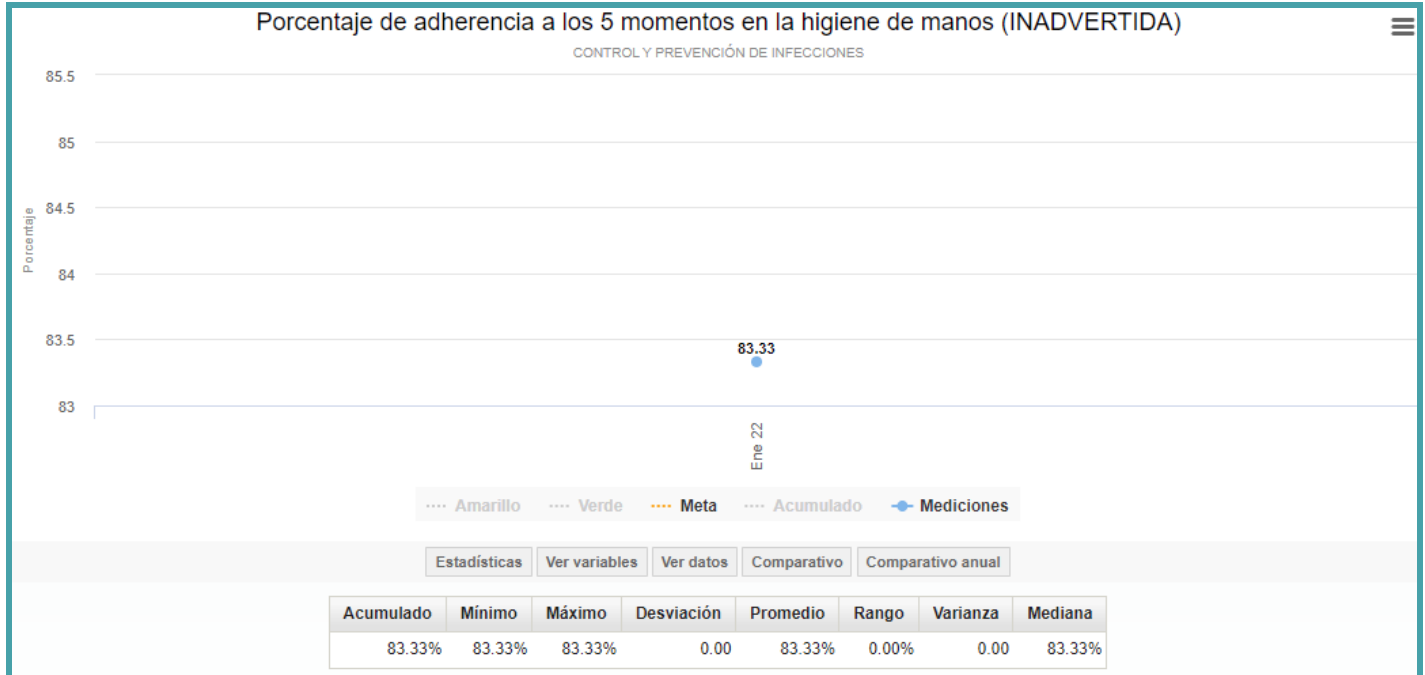 Porcentaje de adherencia a los 5 momentos en la higiene de manos (INADVERTIDA)
CONTROL Y PREVENCIÓN DE INFECCIONES
85.5
85
84.5
84
83.5
83
Porcentaje
83.33
Ene 22
Amarillo Verde Meta Acumulado Mediciones
Estadísticas Ver variables Ver datos Comparativo Comparativo anual
Acumulado Mínimo Máximo Desviación Promedio Rango Varianza Mediana
83.33% 83.33% 83.33% 0.00 83.33% 0.00% 0.00 83.33%